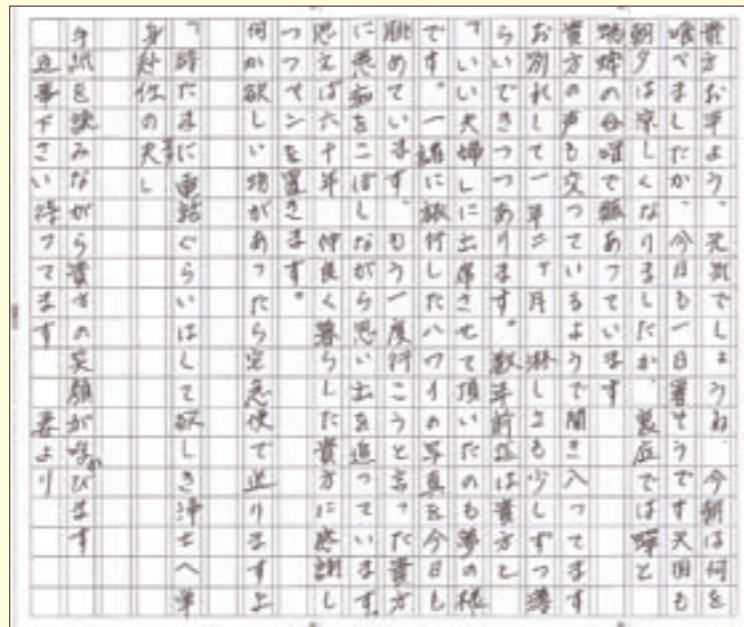 貴方お早よう。元気でしょうね。今朝は何を
喰べましたか。今日も一日暑そうです天国も
朝夕は涼しくなりましたか。裏庭では蝉と
蟋蟀の合唱で賑あっています
貴方の声も交っているようで聞き入ってます
お別れして一年三ヶ月 淋しさも少しずつ薄
らいできつつあります。数年前迄は貴方と
「いい夫婦」に出席させて頂いたのも夢の様
です。一緒に旅行したハワイの写真を今日も
眺めています。もう一度行こうと言った貴方
に愚痴をこぼしながら思い出を追っています。
思えば六十年 仲良く暮らした貴方に感謝し
つつペンを置きます。
何か欲しい物があったら宅急便で送りますよ
「時たまに電話ぐらいはして欲しき浄土へ単
身赴任の夫」
手紙を読みながら貴方の笑顔が浮びます
返事下さい待ってます 妻より